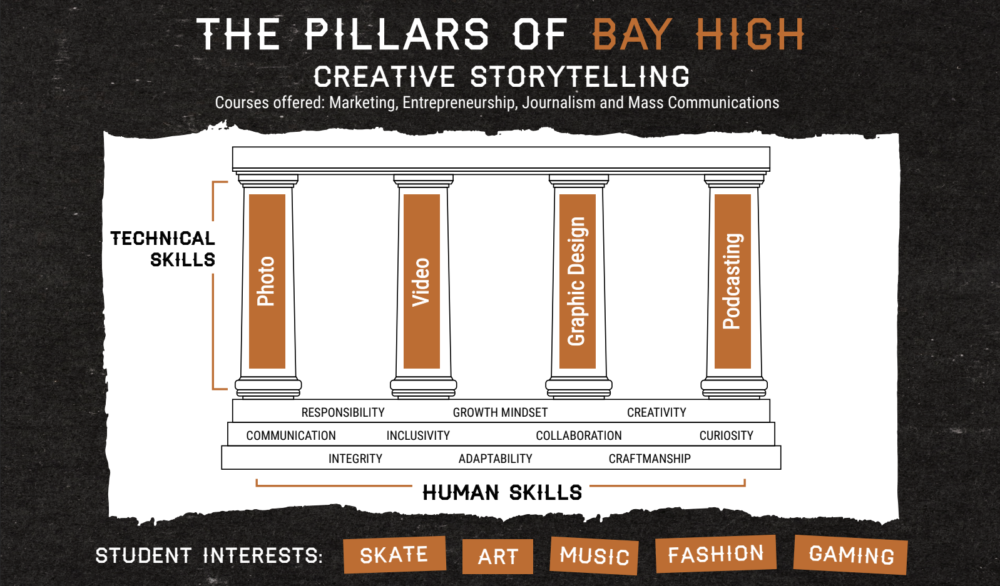 THE PILLARS OF BAY HIGH
CREATIVE STORYTELLING
Courses offered: Marketing, Entrepreneurship, Journalism and Mass Communications
TECHNICAL
SKILLS
Photo
Video
Graphic Design
Podcasting
RESPONSIBILITY GROWTH MINDSET CREATIVITY
COMMUNICATION INCLUSIVITY COLLABORATION CURIOSITY
INTEGRITY ADAPTABILITY CRAFTMANSHIP
HUMAN SKILLS
STUDENT INTERESTS: SKATE ART MUSIC FASHION GAMING